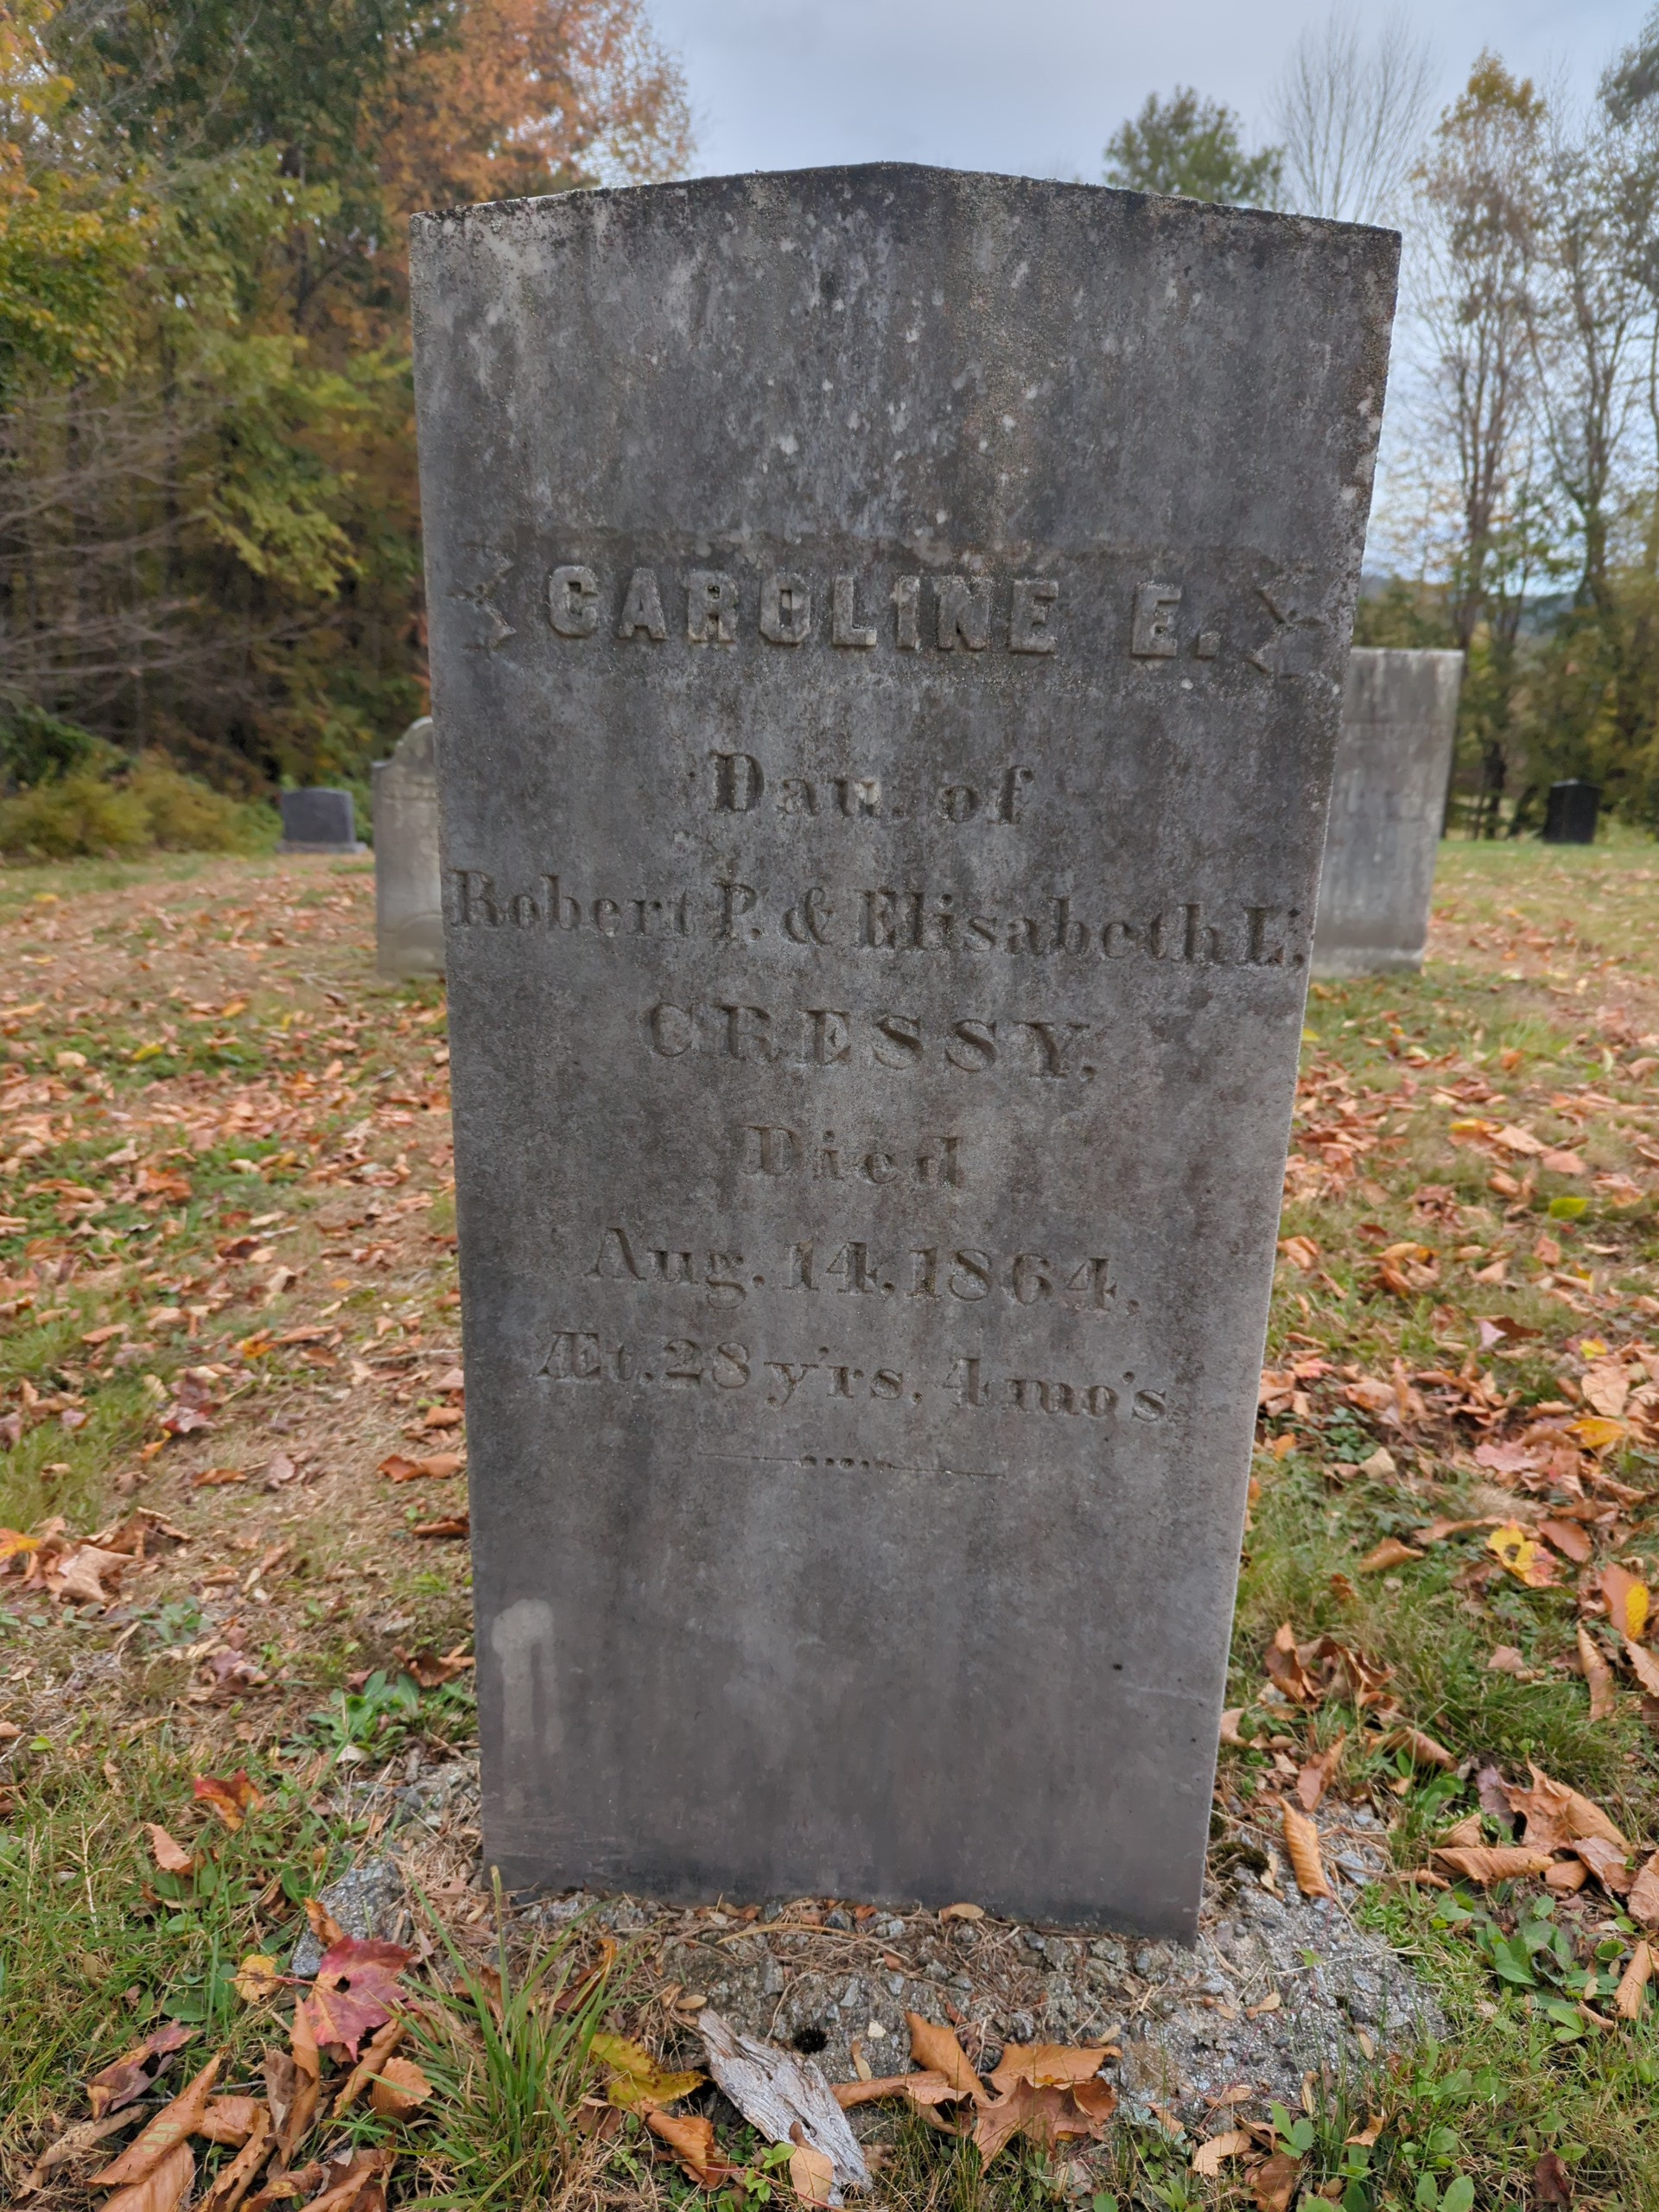 CAROLINE E.
Dau. of
Robert P. & Elisabeth L.
CRESSY,
Died
Aug. 14, 1864,
Æt. 28 y'rs, 4 mo's